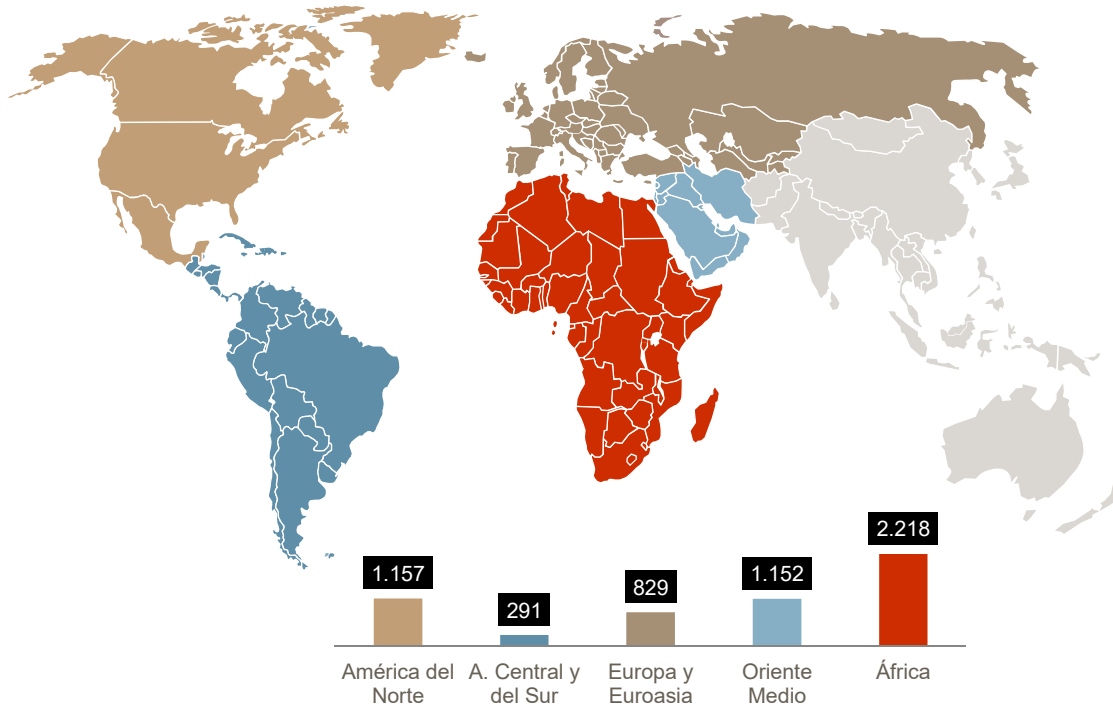 1.157
291
829
1.152
2.218
América del
Norte
A. Central y
del Sur
Europa y
Euroasia
Oriente
Medio
África